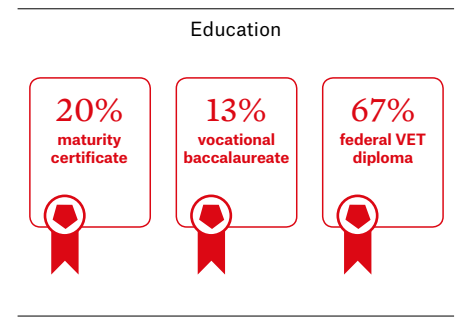 Education
20%
maturity
certificate
13%
vocational
baccalaureate
67%
federal VET
diploma